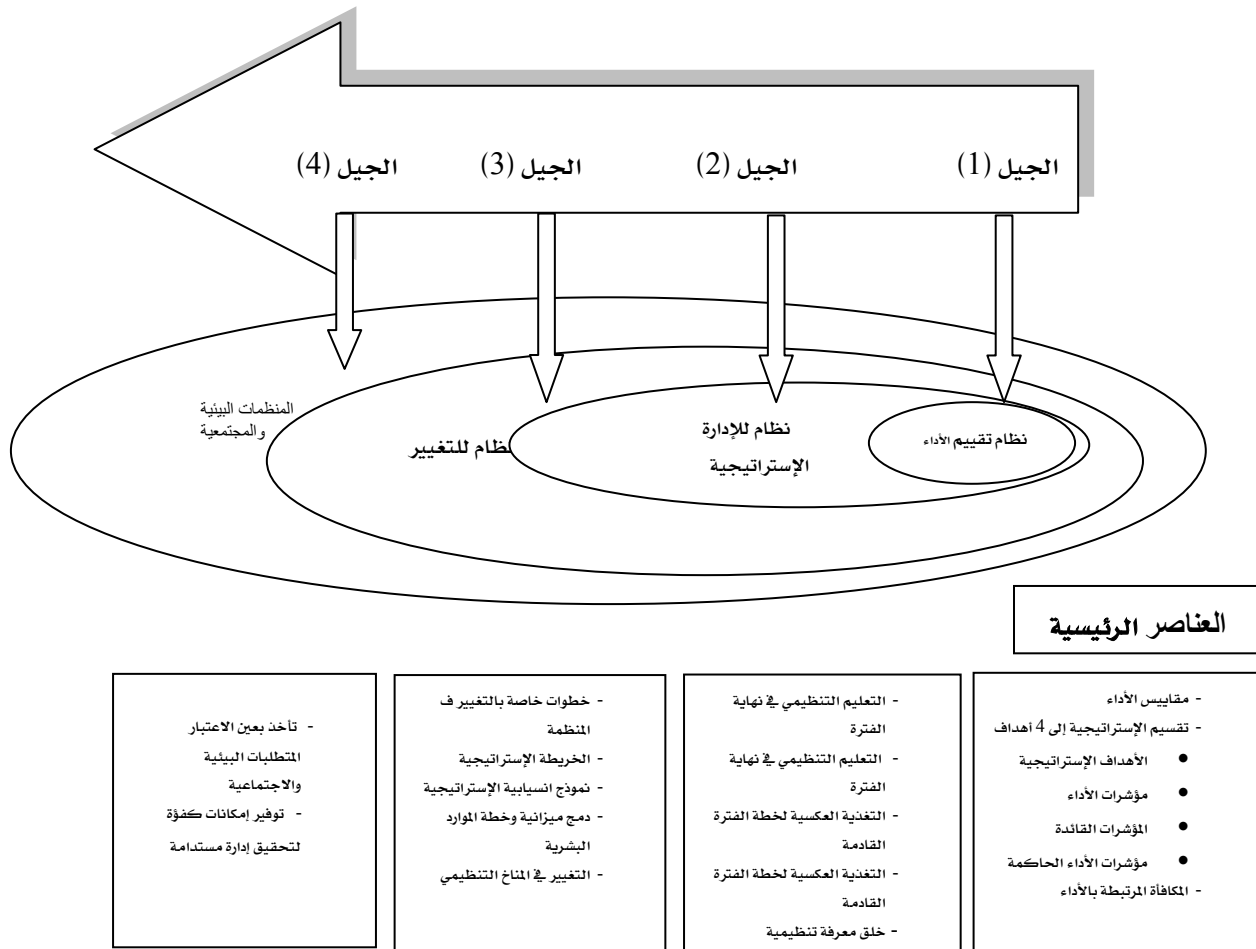 الجيل (1)
الجيل (2)
الجيل (3)
الجيل (4)
نظام تقييم الأداء
نظام للإدارة
الإستراتيجية
نظام للتغيير
المنظمات البيئية
والمجتمعية
العناصر الرئيسية
- مقاييس الأداء
- تقسيم الإستراتيجية إلى 4 أهداف
● الأهداف الإستراتيجية
● مؤشرات الأداء
● المؤشرات القائدة
● مؤشرات الأداء الحاكمة
- المكافأة المرتبطة بالأداء
- التعليم التنظيمي في نهاية
الفترة
- التعليم التنظيمي في نهاية
الفترة
- التغذية العكسية لخطة الفترة
القادمة
- التغذية العكسية لخطة الفترة
القادمة
- خلق معرفة تنظيمية
- خطوات خاصة بالتغيير ف
المنظمة
- الخريطة الإستراتيجية
- نموذج انسيابية الإستراتيجية
- دمج ميزانية وخطة الموارد
البشرية
- التغيير في المناخ التنظيمي
- تأخذ بعين الاعتبار
المتطلبات البيئية
والاجتماعية
- توفير إمكانات كفؤة
لتحقيق إدارة مستدامة